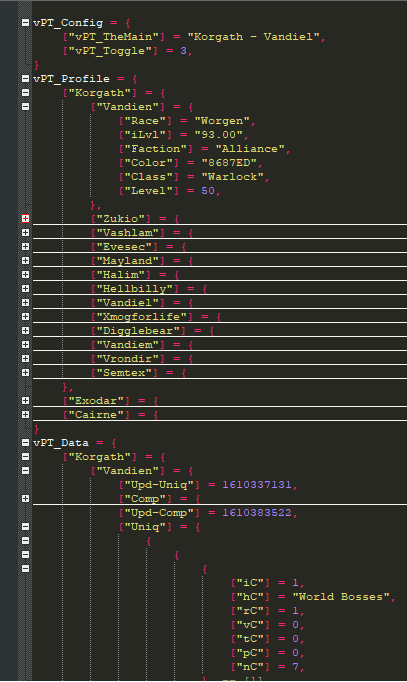 vPT_Config = {
["vPT_TheMain"] = "Korgath - Vandiel",
["vPT_Toggle"] = 3,
}
vPT_Profile = {
["Korgath"] = {
["Vandien"] = {
["Race"] = "Worgen",
["iLvl"] = "93.00",
["Faction"] = "Alliance",
["Color"] = "8687ED",
["Class"] = "Warlock",
["Level"] = 50,
},
["Zukio"] = {
["Vashlam"] = {
["Evesec"] = {
["Mayland"] = {
["Halim"] = {
["Hellbilly"] = {
["Vandiel"] = {
["Xmogforlife"] = {
["Digglebear"] = {
["Vandiem"] = {
["Vrondir"] = {
["Semtex"] = {
},
["Exodar"] = {
["Cairne"] = {
}
vPT_Data = {
["Korgath"] = {
["Vandien"] = {
["Upd-Uniq"] = 1610337131,
["Comp"] = {
["Upd-Comp"] = 1610383522,
["Uniq"] = {
{
{
{
["iC"] = 1,
["hC"] = "World Bosses",
["rC"] = 1,
["vC"] = 0,
["tC"] = 0,
["pC"] = 0,
["nC"] = 7,
}, -- [1]